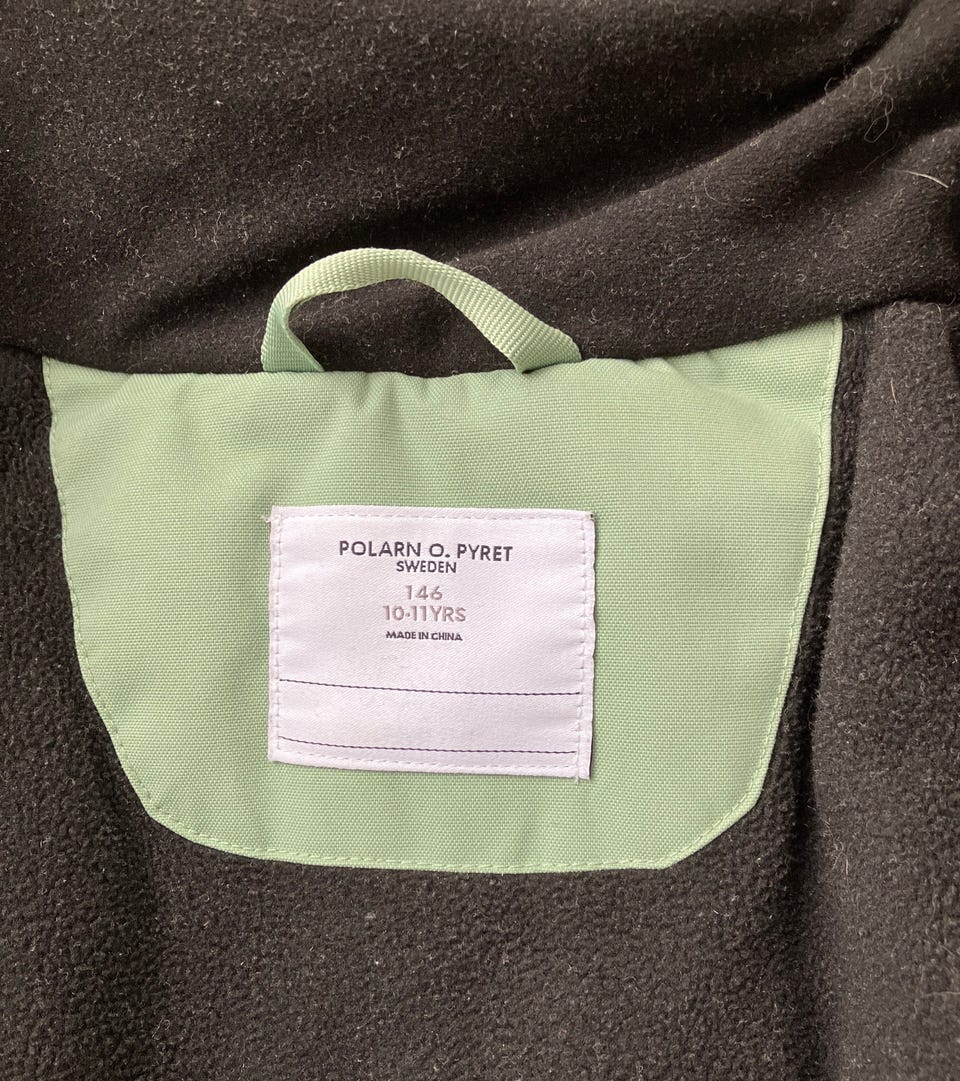 POLARN O. PYRET
SWEDEN
146
10-11YRS
MADE IN CHINA